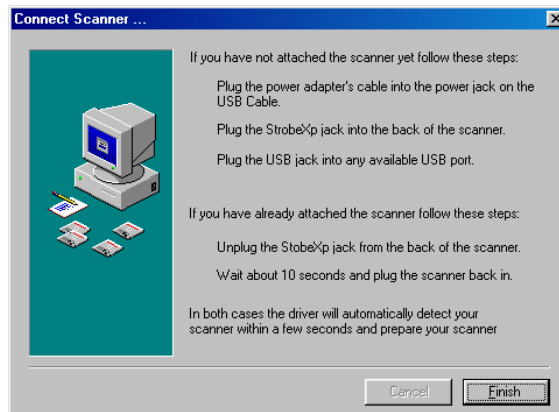 Connect Scanner ...
If you have not attached the scanner yet follow these steps:
Plug the power adapter's cable into the power jack on the
USB Cable.
Plug the StrobeXp jack into the back of the scanner.
Plug the USB jack into any available USB port.
If you have already attached the scanner follow these steps:
Unplug the StobeXp jack from the back of the scanner.
Wait about 10 seconds and plug the scanner back in.
In both cases the driver will automatically detect your
scanner within a few seconds and prepare your scanner
Cancel
Finish